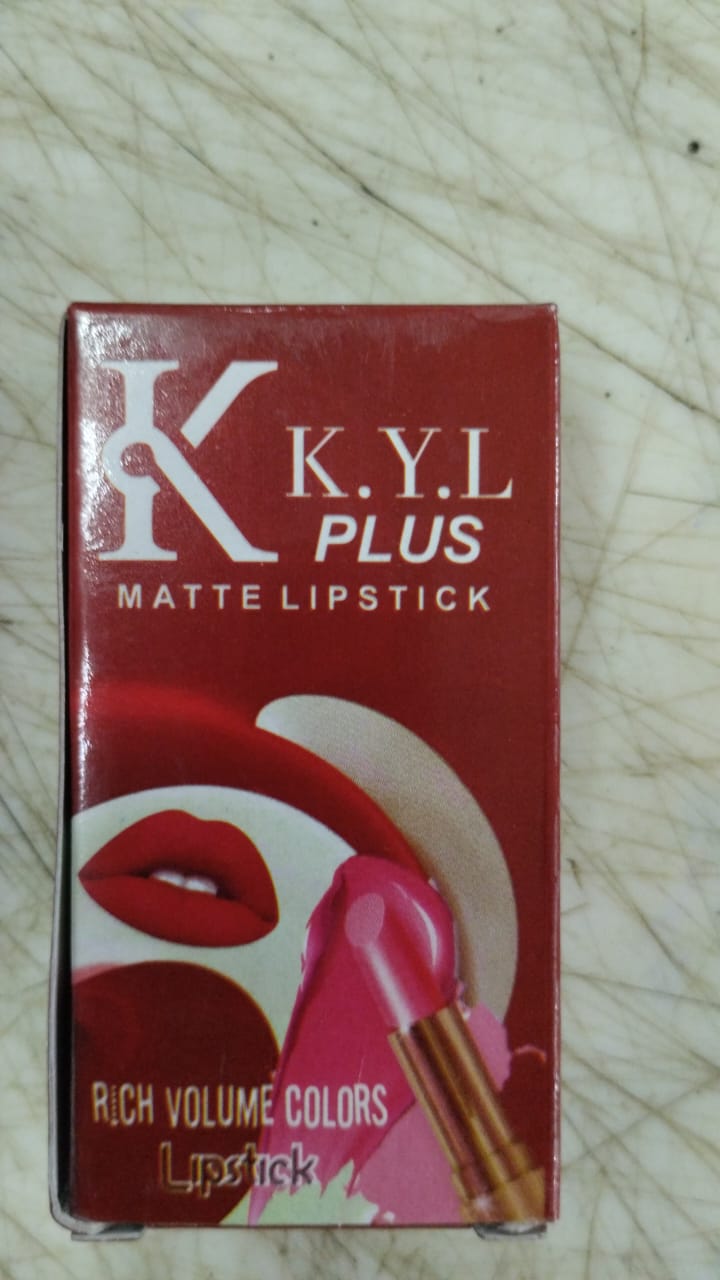 K
K.Y.L
PLUS
MATTE LIPSTICK
RICH VOLUME COLORS
Lipstick